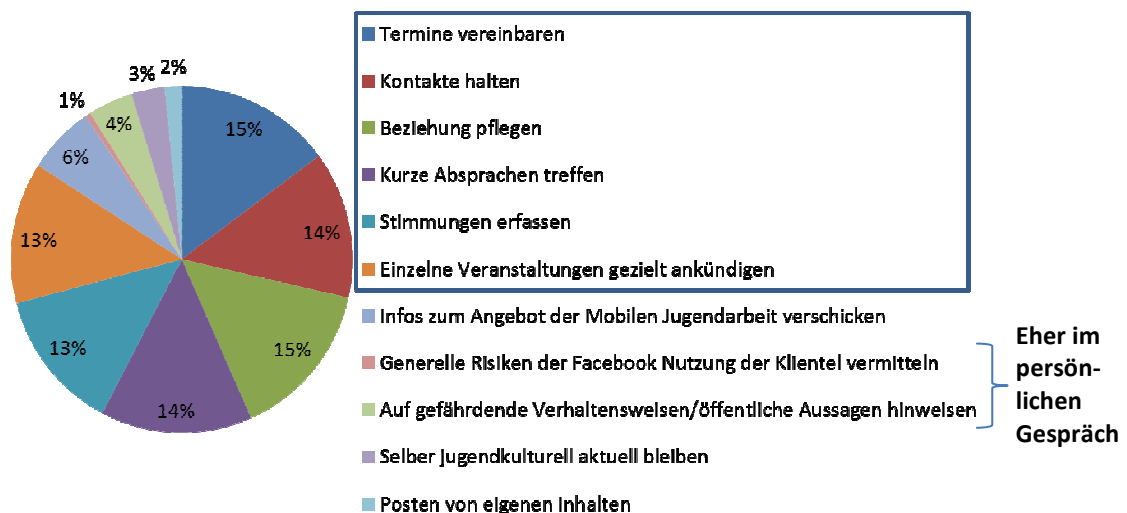 Termine vereinbaren
Kontakte halten
Beziehung pflegen
Kurze Absprachen treffen
Stimmungen erfassen
Einzelne Veranstaltungen gezielt ankündigen
Infos zum Angebot der Mobilen Jugendarbeit verschicken
Generelle Risiken der Facebook Nutzung der Klientel vermitteln
Auf gefährdende Verhaltensweisen/öffentliche Aussagen hinweisen
Selber jugendkulturell aktuell bleiben
Posten von eigenen Inhalten
Eher im
persön-
lichen
Gespräch
15%
14%
15%
14%
13%
13%
6%
1%
4%
3%
2%